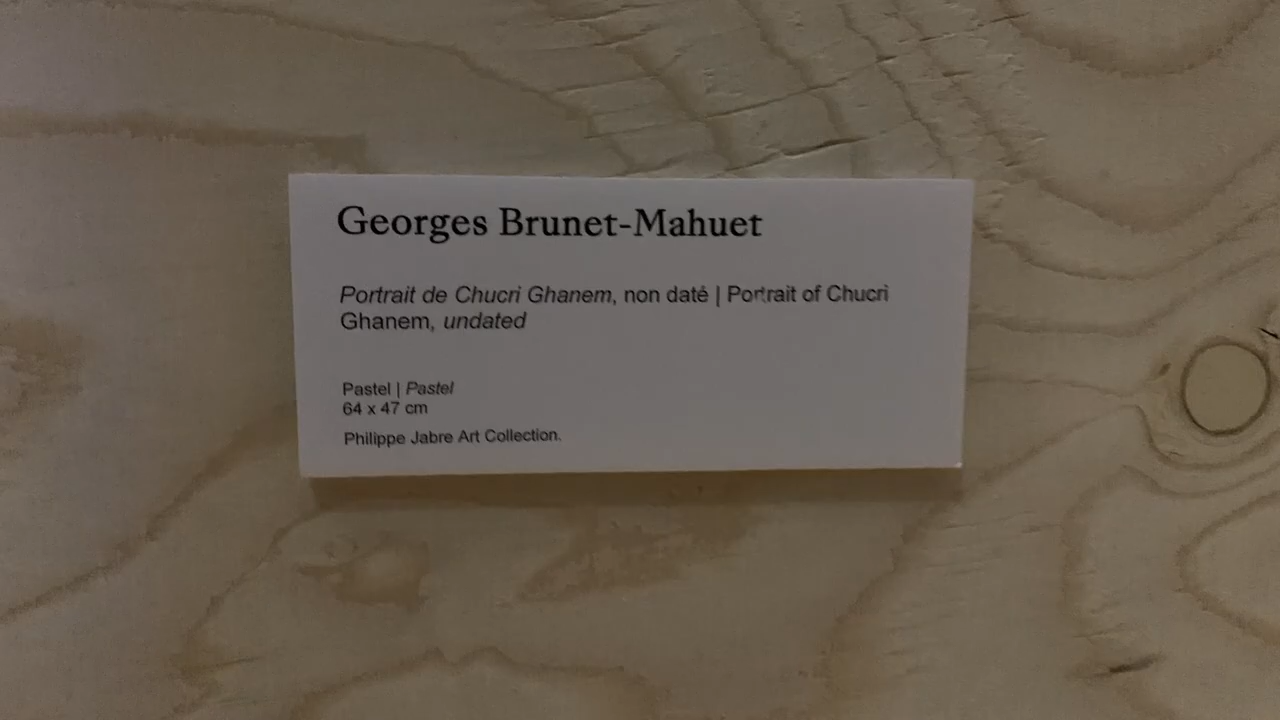 Georges Brunet-Mahuet
Portrait de Chucri Ghanem, non daté | Portrait of Chucri
Ghanem, undated
Pastel | Pastel
64 x 47 cm
Philippe Jabre Art Collection.